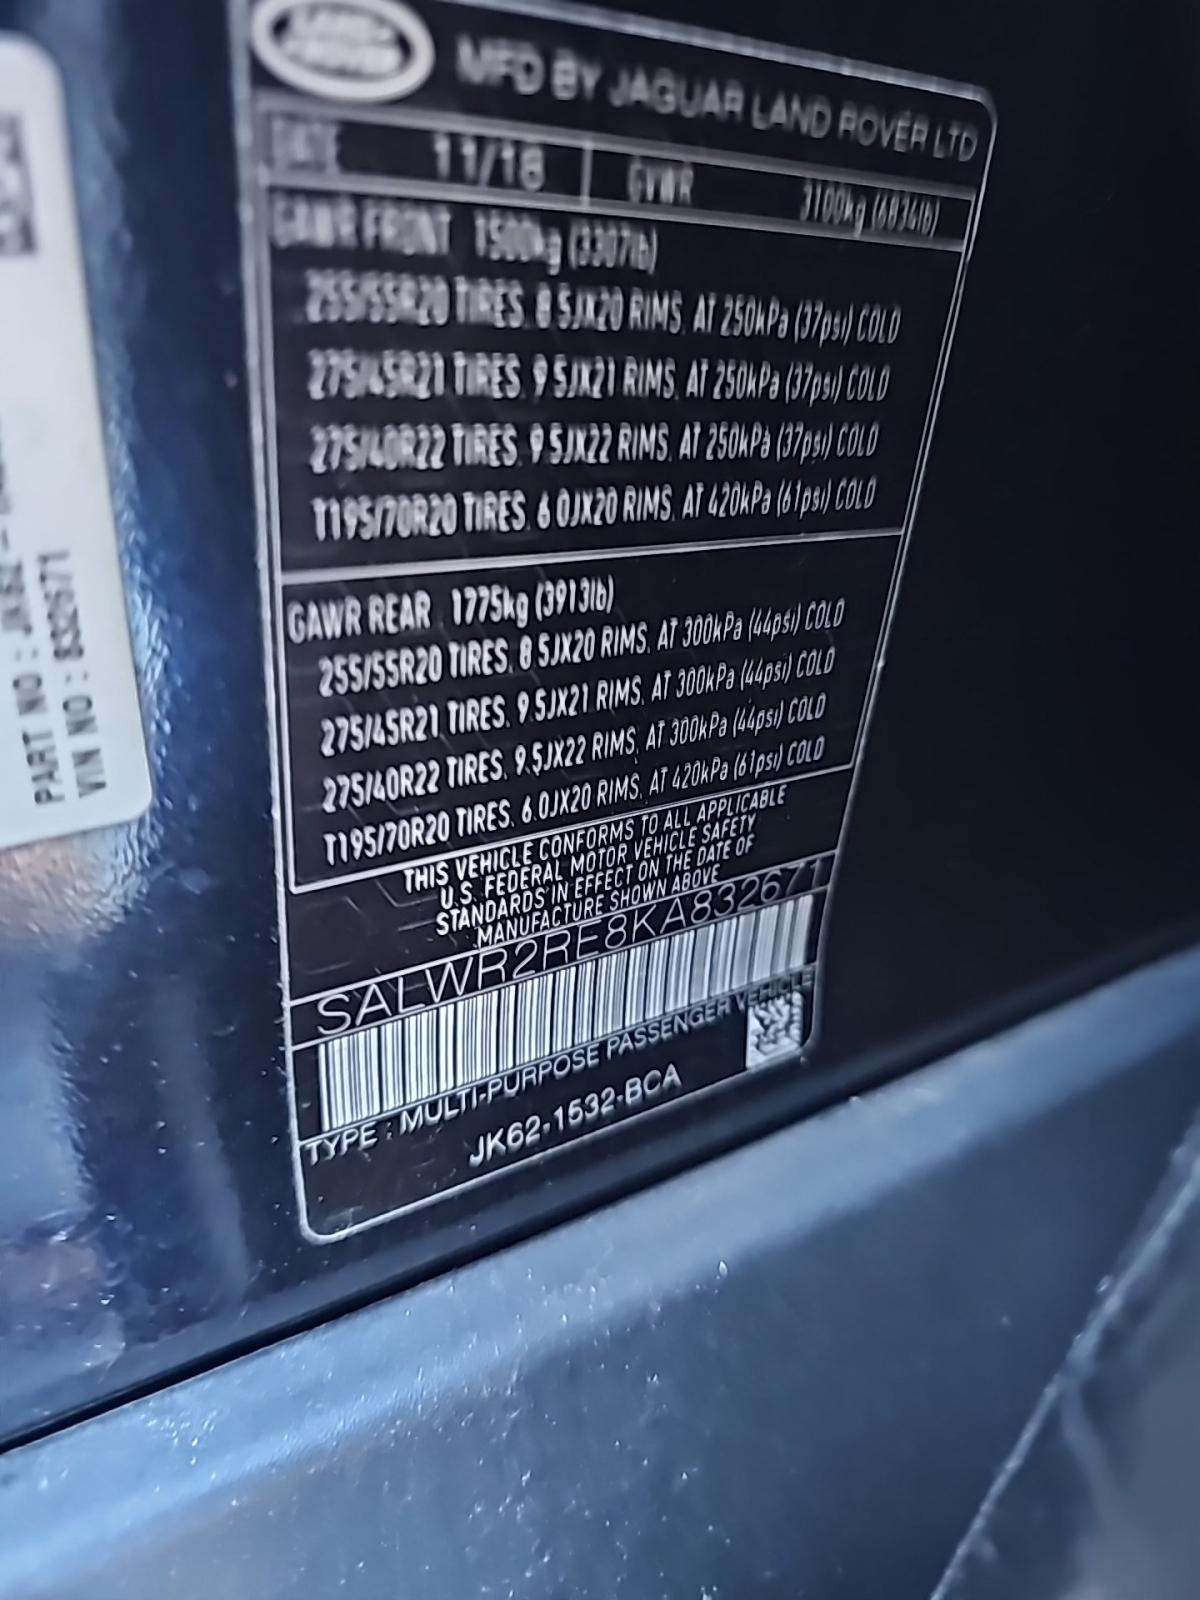 LAND ROVER
MFD BY JAGUAR LAND ROVER LTD
DATE 11/18 GVWR 3100kg (6834lb)
GAWR FRONT 1500kg (3307lb)
255/55R20 TIRES, 8.5JX20 RIMS, AT 250kPa (37psi) COLD
275/45R21 TIRES, 9.5JX21 RIMS, AT 250kPa (37psi) COLD
275/40R22 TIRES, 9.5JX22 RIMS, AT 250kPa (37psi) COLD
T195/70R20 TIRES, 6.0JX20 RIMS, AT 420kPa (61psi) COLD
GAWR REAR 1775kg (3913lb)
255/55R20 TIRES, 8.5JX20 RIMS, AT 300kPa (44psi) COLD
275/45R21 TIRES, 9.5JX21 RIMS, AT 300kPa (44psi) COLD
275/40R22 TIRES, 9.5JX22 RIMS, AT 300kPa (44psi) COLD
T195/70R20 TIRES, 6.0JX20 RIMS, AT 420kPa (61psi) COLD
THIS VEHICLE CONFORMS TO ALL APPLICABLE
U.S. FEDERAL MOTOR VEHICLE SAFETY
STANDARDS IN EFFECT ON THE DATE OF
MANUFACTURE SHOWN ABOVE
SALWR2RE8KA832671
TYPE : MULTI-PURPOSE PASSENGER VEHICLE
JK62-1532-BCA
PART NO : JK62-
VIN NO : 832671